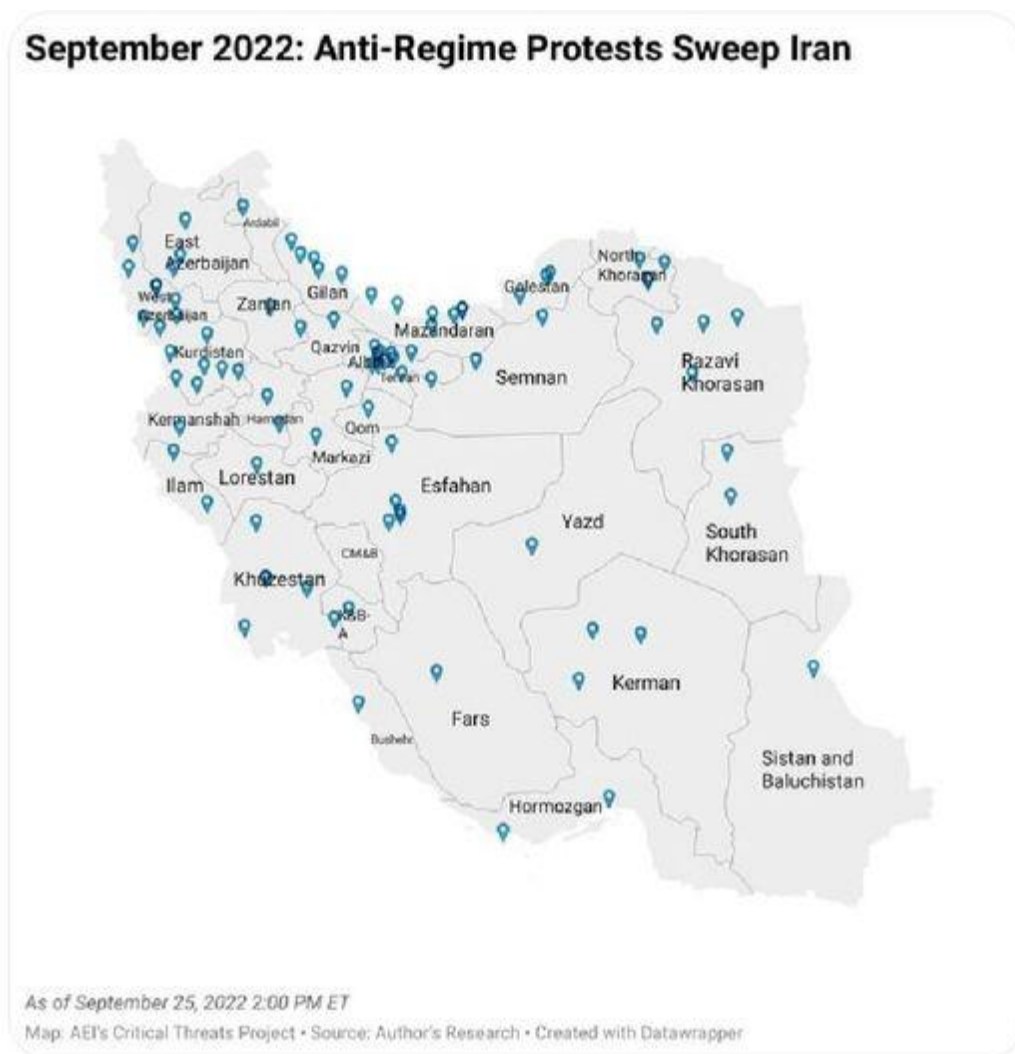 September 2022: Anti-Regime Protests Sweep Iran
Ardabil
East
Azerbaijan
North
Khorasan
Golestan
Gilan
West
Azerbaijan
Zanjan
Mazandaran
Qazvin
Kurdistan
Tehran
Razavi
Khorasan
Semnan
Kermanshah
Hamedan
Qom
Markazi
Ilam
Lorestan
Esfahan
Yazd
South
Khorasan
CM&B
Khuzestan
K&B-
A
Kerman
Fars
Bushehr
Sistan and
Baluchistan
Hormozgan
As of September 25, 2022 2:00 PM ET
Map: AEI's Critical Threats Project • Source: Author's Research • Created with Datawrapper